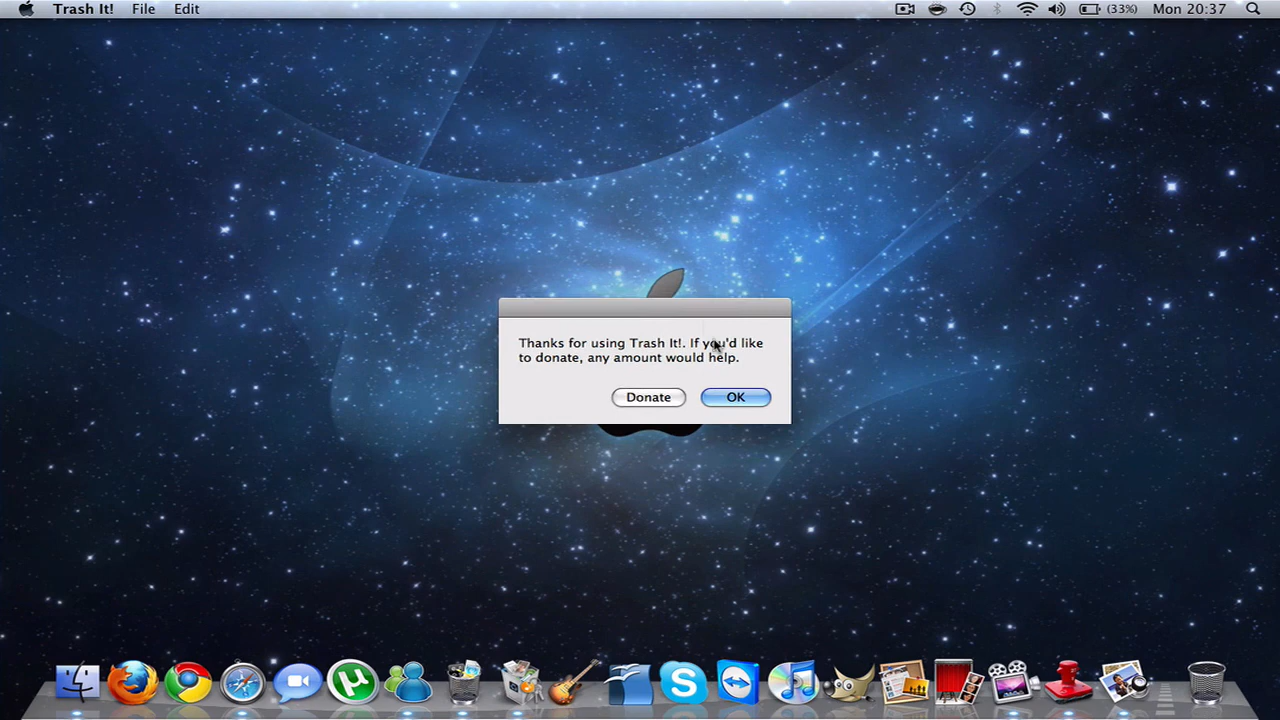 Trash It! File Edit (33%) Mon 20:37
Thanks for using Trash It!. If you'd like
to donate, any amount would help.
Donate OK